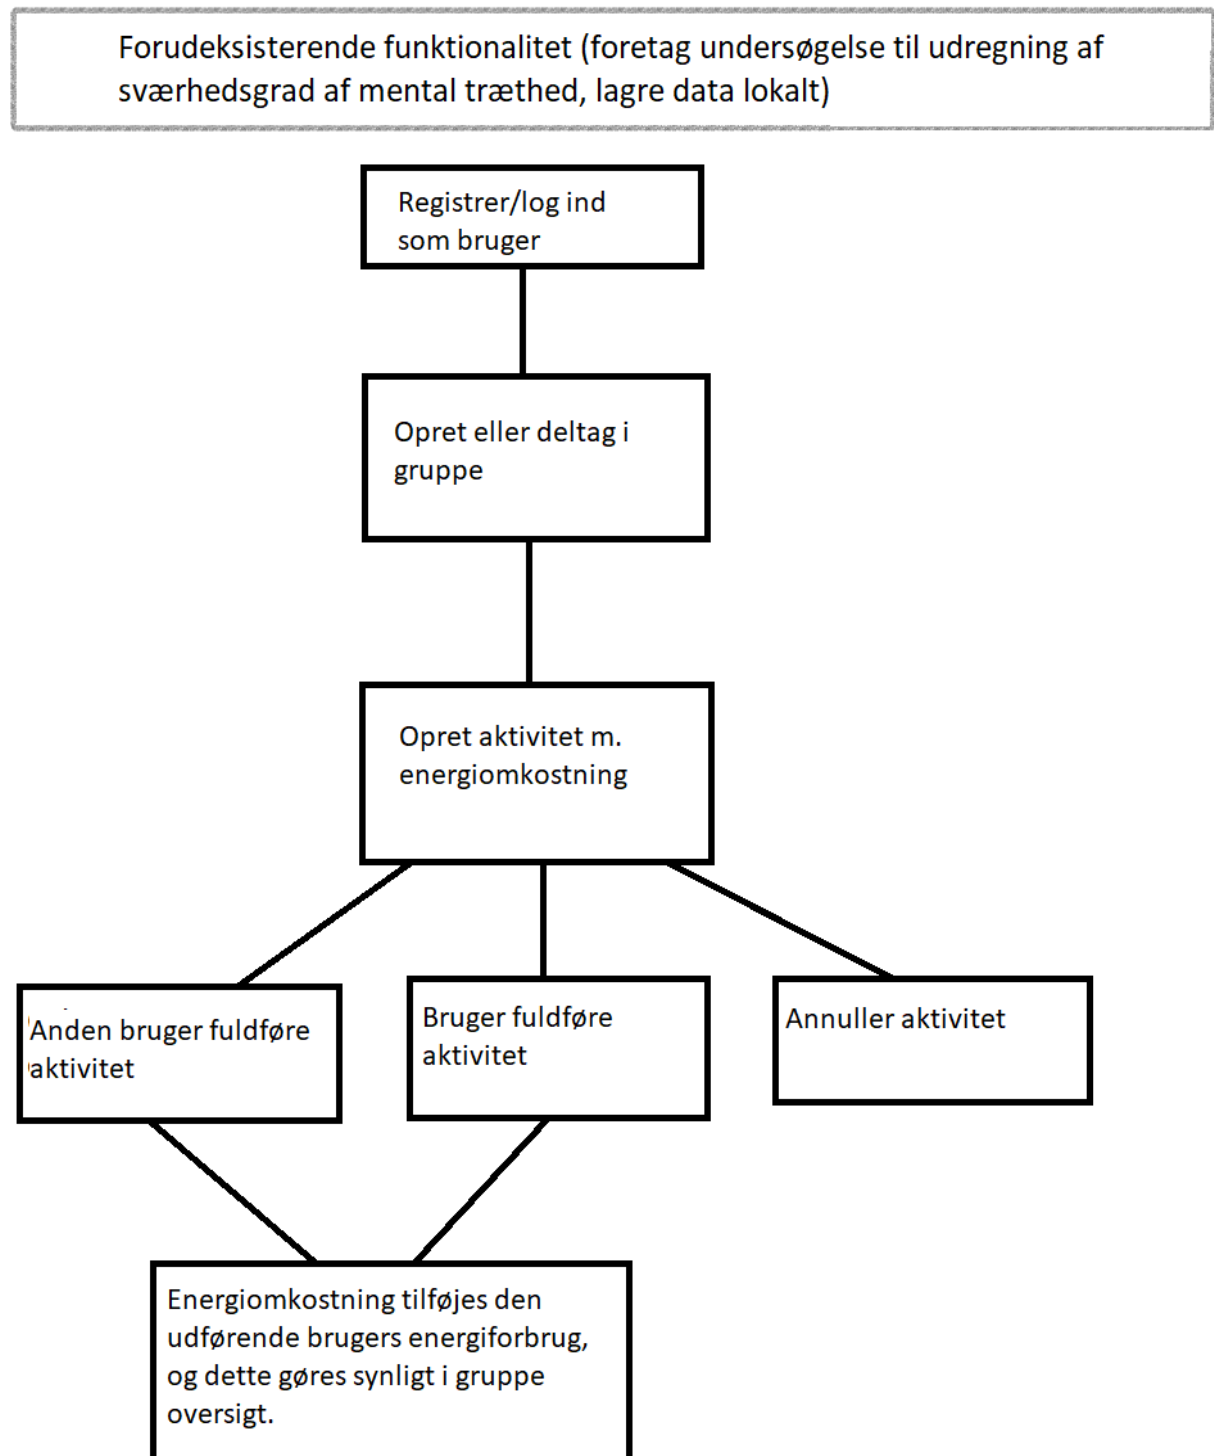 Forudeksisterende funktionalitet (foretag undersøgelse til udregning af
sværhedsgrad af mental træthed, lagre data lokalt)
Registrer/log ind
som bruger
Opret eller deltag i
gruppe
Opret aktivitet m.
energiomkostning
Anden bruger fuldføre
aktivitet
Bruger fuldføre
aktivitet
Annuller aktivitet
Energiomkostning tilføjes den
udførende brugers energiforbrug,
og dette gøres synligt i gruppe
oversigt.